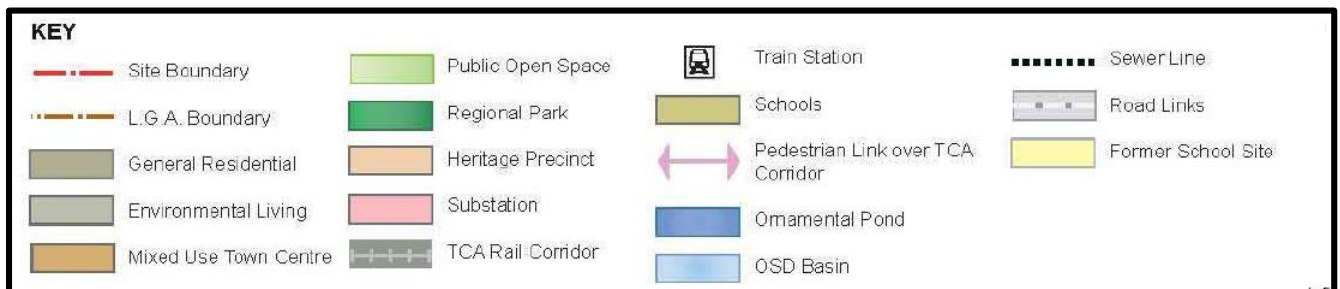 KEY
Site Boundary
L.G.A. Boundary
General Residential
Environmental Living
Mixed Use Town Centre
Public Open Space
Regional Park
Heritage Precinct
Substation
TCA Rail Corridor
Train Station
Schools
Pedestrian Link over TCA
Corridor
Ornamental Pond
OSD Basin
Sewer Line
Road Links
Former School Site